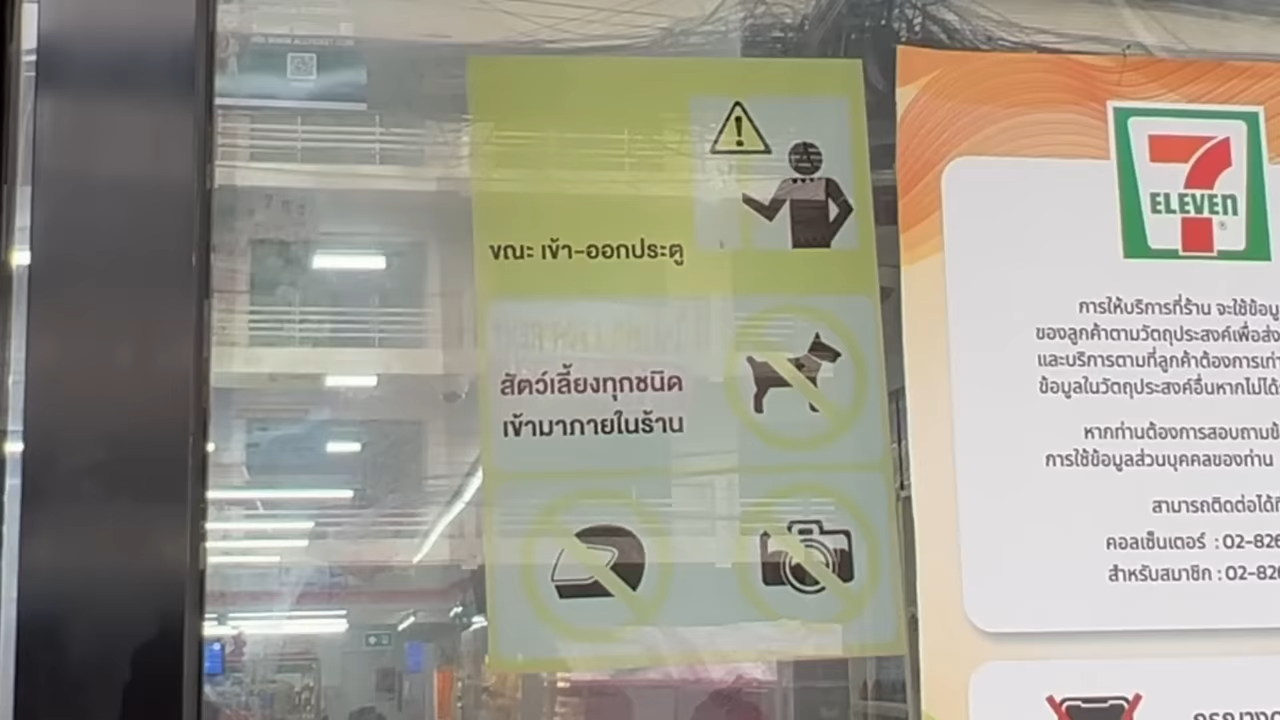 ขณะ เข้า-ออกประตู
สัตว์เลี้ยงทุกชนิด
เข้ามาภายในร้าน
7
ELEVEN
®
การให้บริการที่ร้าน จะใช้ข้อมู
ของลูกค้าตามวัตถุประสงค์เพื่อส่ง
และบริการตามที่ลูกค้าต้องการเท่า
ข้อมูลในวัตถุประสงค์อื่นหากไม่ได้
หากท่านต้องการสอบถามข้
การใช้ข้อมูลส่วนบุคคลของท่าน
สามารถติดต่อได้ที่
คอลเซ็นเตอร์ : 02-826
สำหรับสมาชิก : 02-826